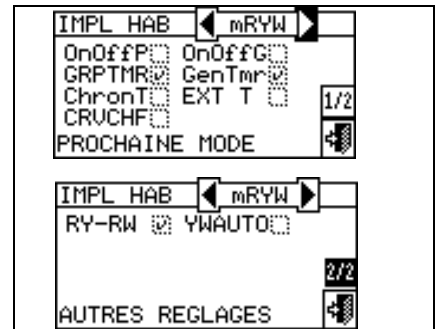 IMPL HAB mRYW
OnOffP OnOffG
GRPTMR GenTmr
ChronT EXT T
CRVCHF
1/2
PROCHAINE MODE
IMPL HAB mRYW
RY-RW YWAUTO
2/2
AUTRES REGLAGES